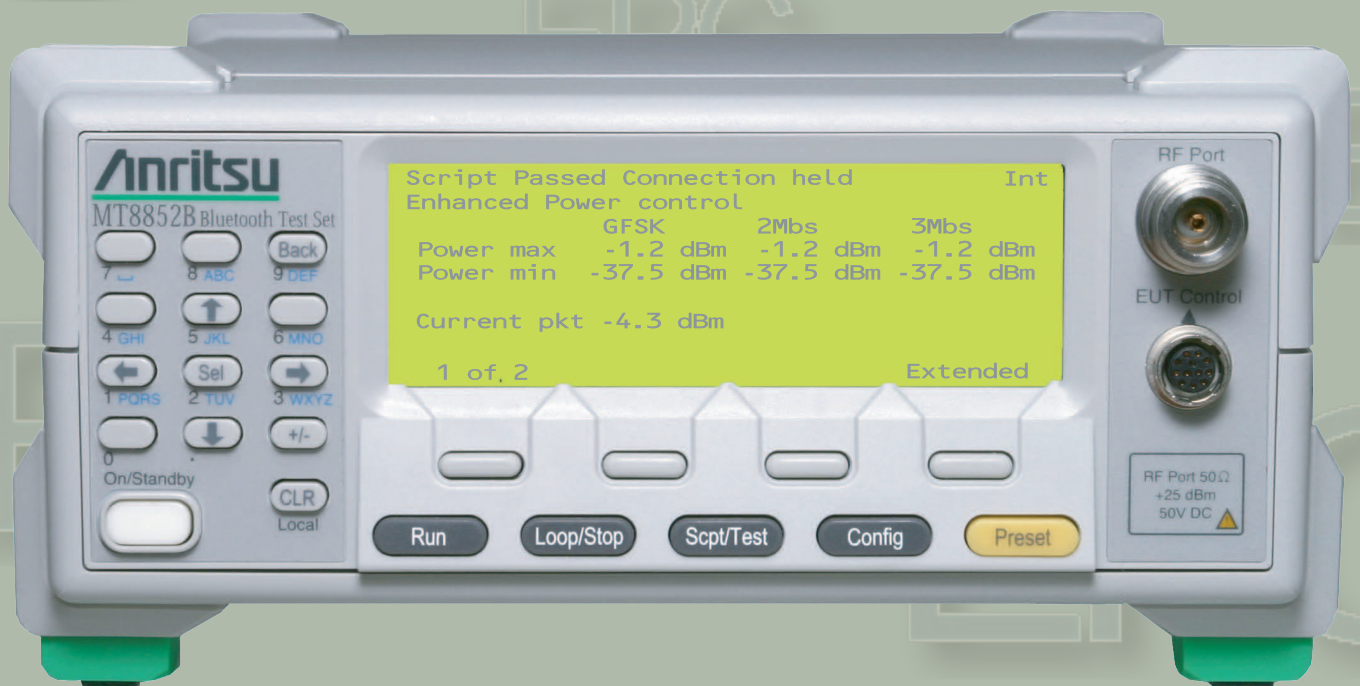 EPC
Anritsu
MT8852B Bluetooth Test Set
Back
7 ⎵ 8 ABC 9 DEF
4 GHI 5 JKL 6 MNO
Sel
1 PQRS 2 TUV 3 WXYZ
+/-
0 .
On/Standby
CLR
Local
Script Passed Connection held Int
Enhanced Power control
GFSK 2Mbs 3Mbs
Power max -1.2 dBm -1.2 dBm -1.2 dBm
Power min -37.5 dBm -37.5 dBm -37.5 dBm
Current pkt -4.3 dBm
1 of 2 Extended
Run Loop/Stop Scpt/Test Config Preset
RF Port
EUT Control
RF Port 50Ω
+25 dBm
50V DC